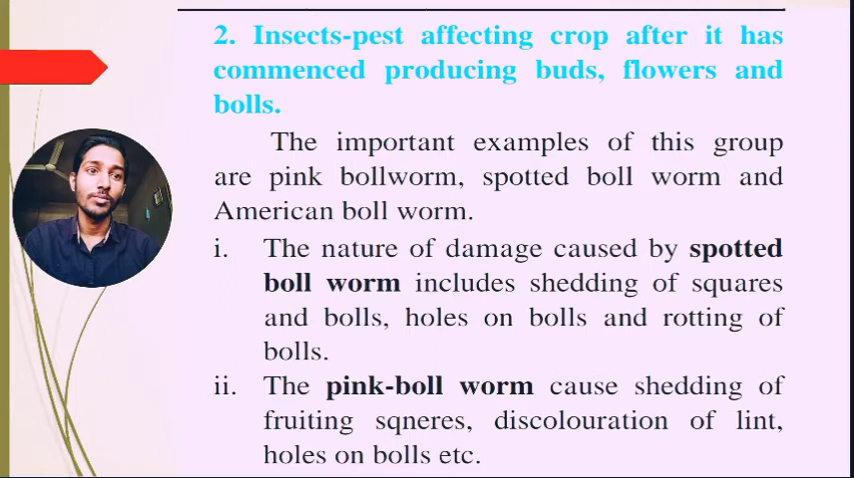 2. Insects-pest affecting crop after it has
commenced producing buds, flowers and
bolls.
The important examples of this group
are pink bollworm, spotted boll worm and
American boll worm.
i. The nature of damage caused by spotted
boll worm includes shedding of squares
and bolls, holes on bolls and rotting of
bolls.
ii. The pink-boll worm cause shedding of
fruiting sqneres, discolouration of lint,
holes on bolls etc.